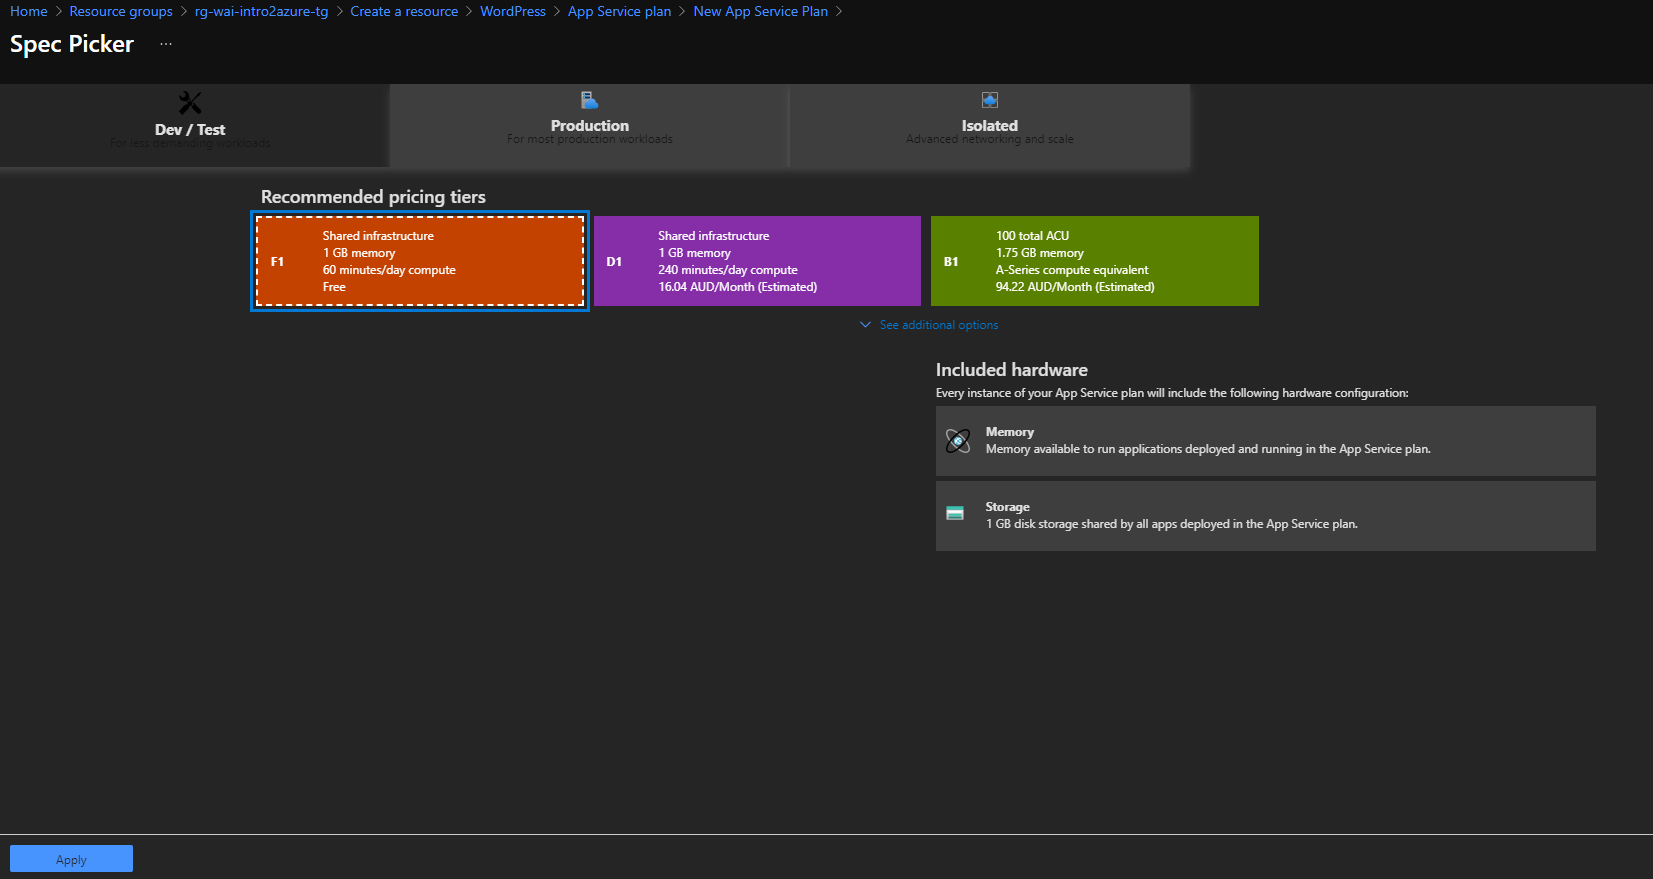 Home > Resource groups > rg-wai-intro2azure-tg > Create a resource > WordPress > App Service plan > New App Service Plan >
Spec Picker ...
Dev / Test
For less demanding workloads
Production
For most production workloads
Isolated
Advanced networking and scale
Recommended pricing tiers
F1
Shared infrastructure
1 GB memory
60 minutes/day compute
Free
D1
Shared infrastructure
1 GB memory
240 minutes/day compute
16.04 AUD/Month (Estimated)
B1
100 total ACU
1.75 GB memory
A-Series compute equivalent
94.22 AUD/Month (Estimated)
See additional options
Included hardware
Every instance of your App Service plan will include the following hardware configuration:
Memory
Memory available to run applications deployed and running in the App Service plan.
Storage
1 GB disk storage shared by all apps deployed in the App Service plan.
Apply